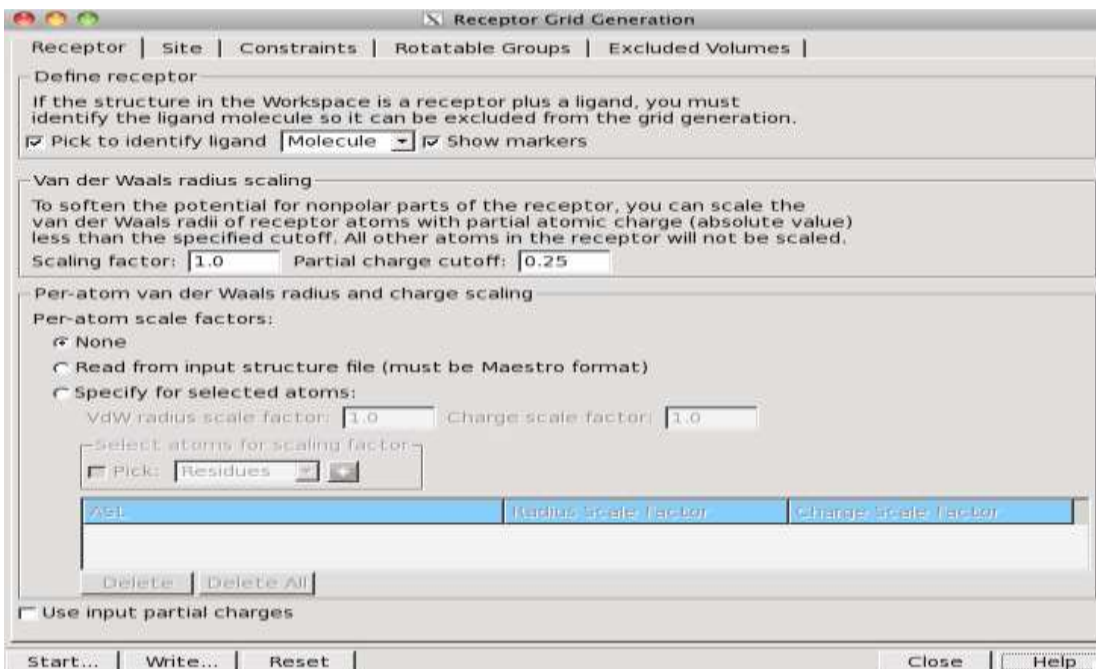 Receptor Grid Generation
Receptor Site Constraints Rotatable Groups Excluded Volumes
Define receptor
If the structure in the Workspace is a receptor plus a ligand, you must
identify the ligand molecule so it can be excluded from the grid generation.
Pick to identify ligand Molecule Show markers
Van der Waals radius scaling
To soften the potential for nonpolar parts of the receptor, you can scale the
van der Waals radii of receptor atoms with partial atomic charge (absolute value)
less than the specified cutoff. All other atoms in the receptor will not be scaled.
Scaling factor: 1.0 Partial charge cutoff: 0.25
Per-atom van der Waals radius and charge scaling
Per-atom scale factors:
None
Read from input structure file (must be Maestro format)
Specify for selected atoms:
VdW radius scale factor: 1.0 Charge scale factor: 1.0
Select atoms for scaling factor
Pick: Residues +
ASL Radius Scale Factor Charge Scale Factor
Delete Delete All
Use input partial charges
Start... Write... Reset Close Help